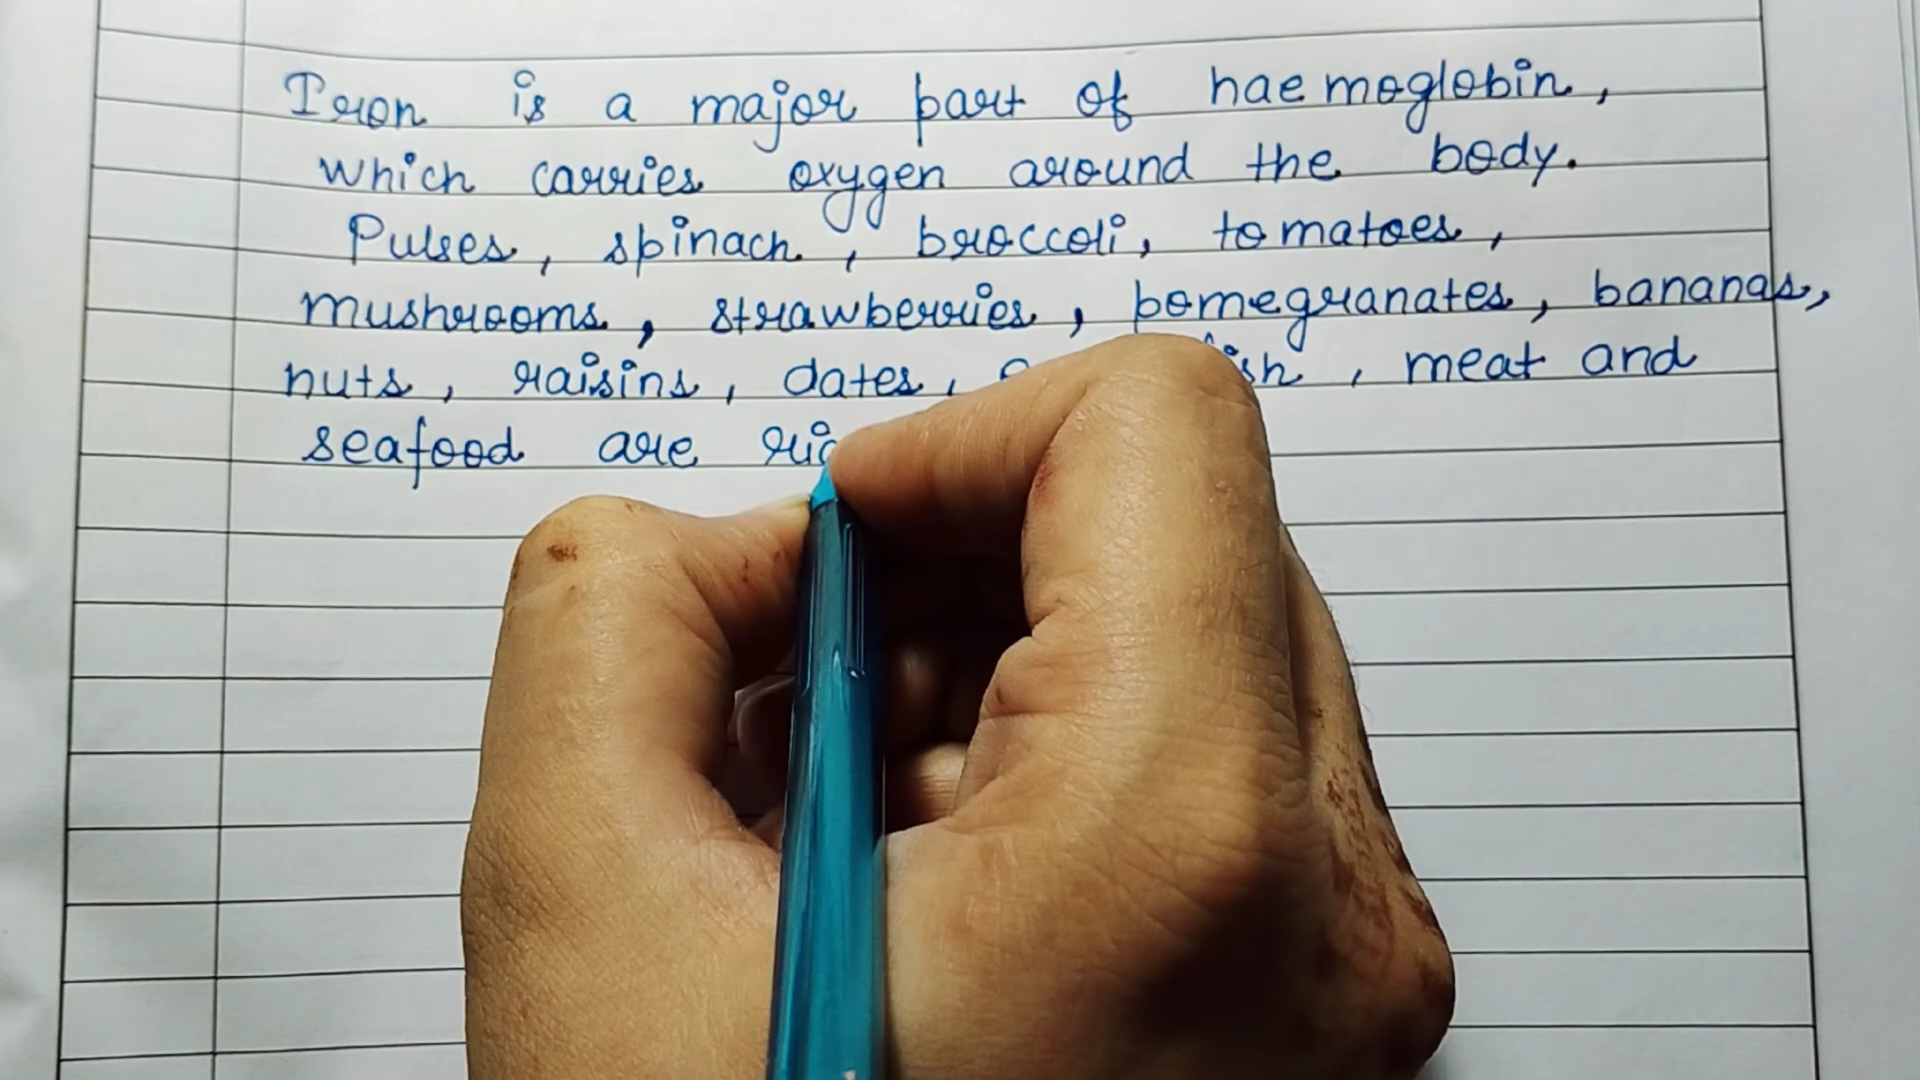 Iron is a major part of haemoglobin,
which carries oxygen around the body.
Pulses, spinach, broccoli, tomatoes,
mushrooms, strawberries, pomegranates, bananas,
nuts, raisins, dates, , meat and
seafood are